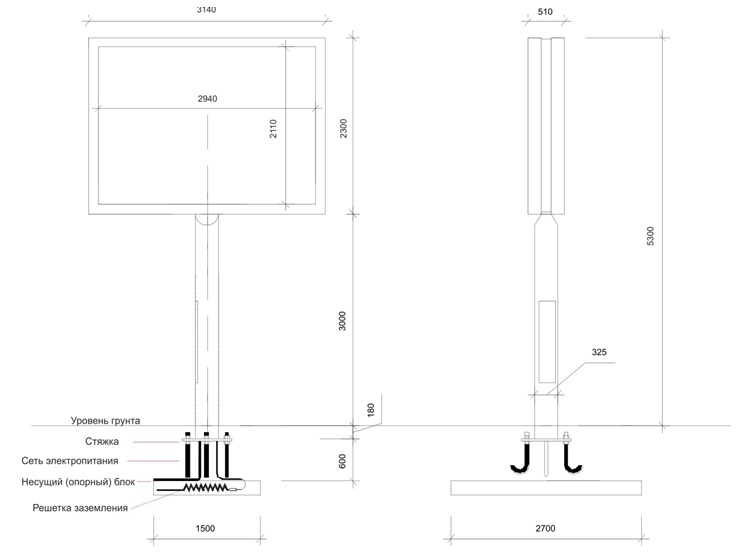 3140
510
2940
2110
2300
5300
3000
325
180
Уровень грунта
Стяжка
Сеть электропитания
600
Несущий (опорный) блок
Решетка заземления
1500
2700